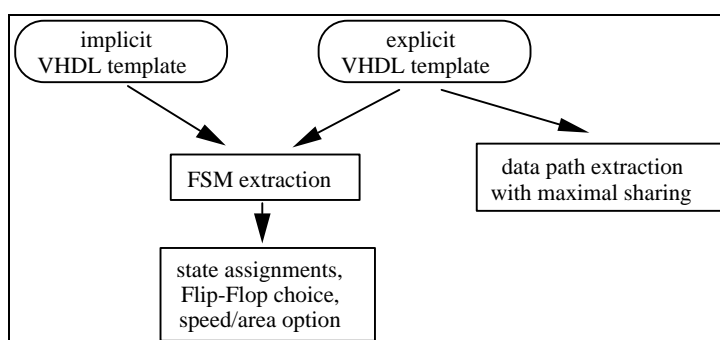 implicit
VHDL template
explicit
VHDL template
FSM extraction
data path extraction
with maximal sharing
state assignments,
Flip-Flop choice,
speed/area option